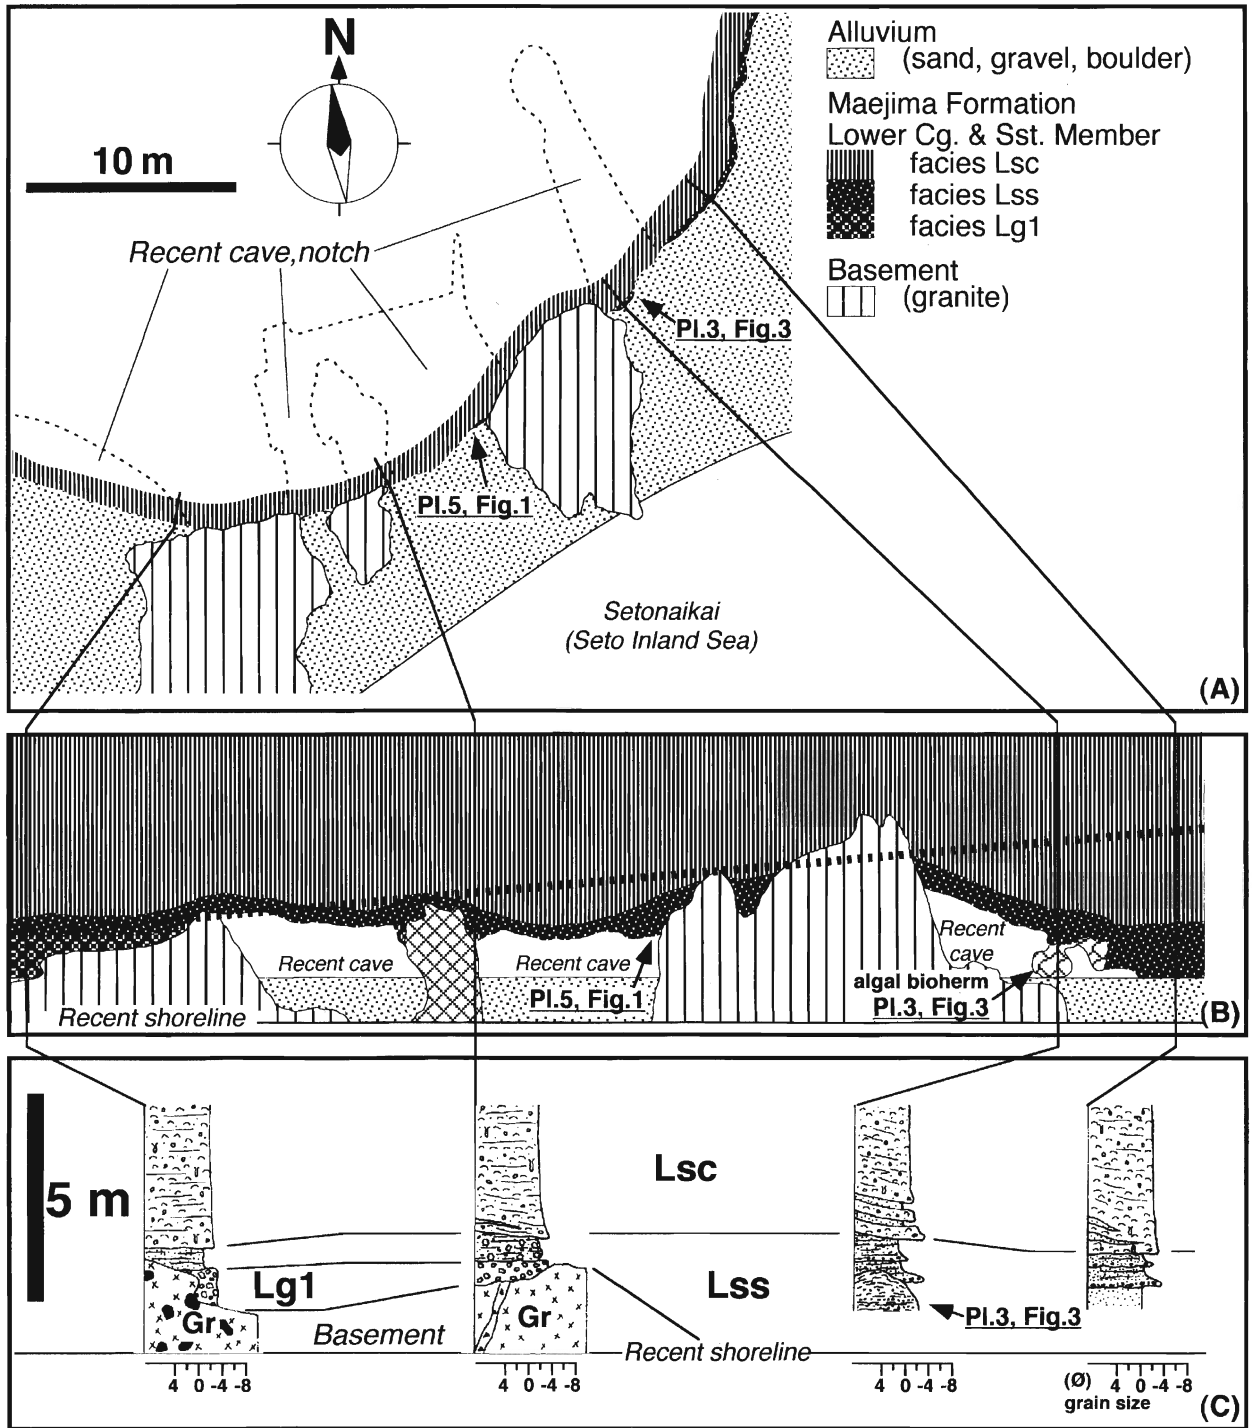 N
10 m
Recent cave,notch
Pl.3, Fig.3
Pl.5, Fig.1
Setonaikai
(Seto Inland Sea)
(A)
Alluvium
(sand, gravel, boulder)
Maejima Formation
Lower Cg. & Sst. Member
facies Lsc
facies Lss
facies Lg1
Basement
(granite)
Recent cave
Recent cave
Pl.5, Fig.1
Recent
cave
algal bioherm
Pl.3, Fig.3
Recent shoreline
(B)
5 m
Lsc
Lg1
Lss
Gr
Gr
Basement
Pl.3, Fig.3
Recent shoreline
4 0 -4 -8
4 0 -4 -8
4 0 -4 -8
(Ø) 4 0 -4 -8
grain size
(C)